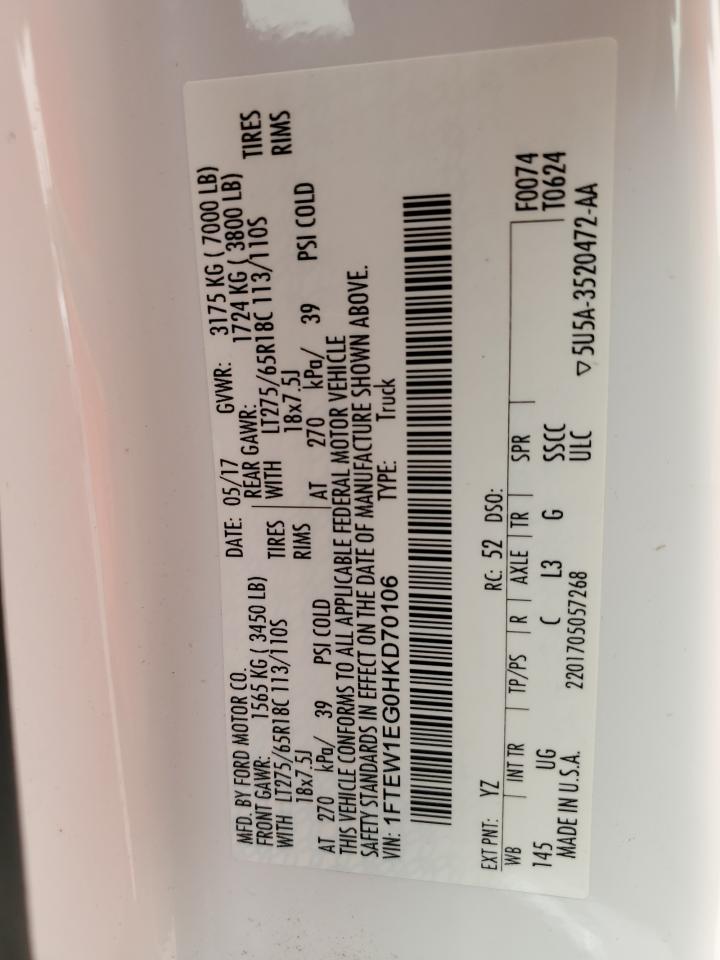 MFD. BY FORD MOTOR CO.
DATE: 05/17 GVWR: 3175 KG ( 7000 LB)
FRONT GAWR: 1565 KG ( 3450 LB) REAR GAWR: 1724 KG ( 3800 LB)
WITH LT275/65R18C 113/110S TIRES WITH LT275/65R18C 113/110S TIRES
18x7.5J RIMS 18x7.5J RIMS
AT 270 kPa/ 39 PSI COLD AT 270 kPa/ 39 PSI COLD
THIS VEHICLE CONFORMS TO ALL APPLICABLE FEDERAL MOTOR VEHICLE
SAFETY STANDARDS IN EFFECT ON THE DATE OF MANUFACTURE SHOWN ABOVE.
VIN: 1FTEW1EG0HKD70106 TYPE: Truck
EXT PNT: YZ RC: 52 DSO:
WB INT TR TP/PS R AXLE TR SPR F0074
145 UG C L3 G SSCC T0624
MADE IN U.S.A. 2201705057268 ULC ▽5U5A-3520472-AA